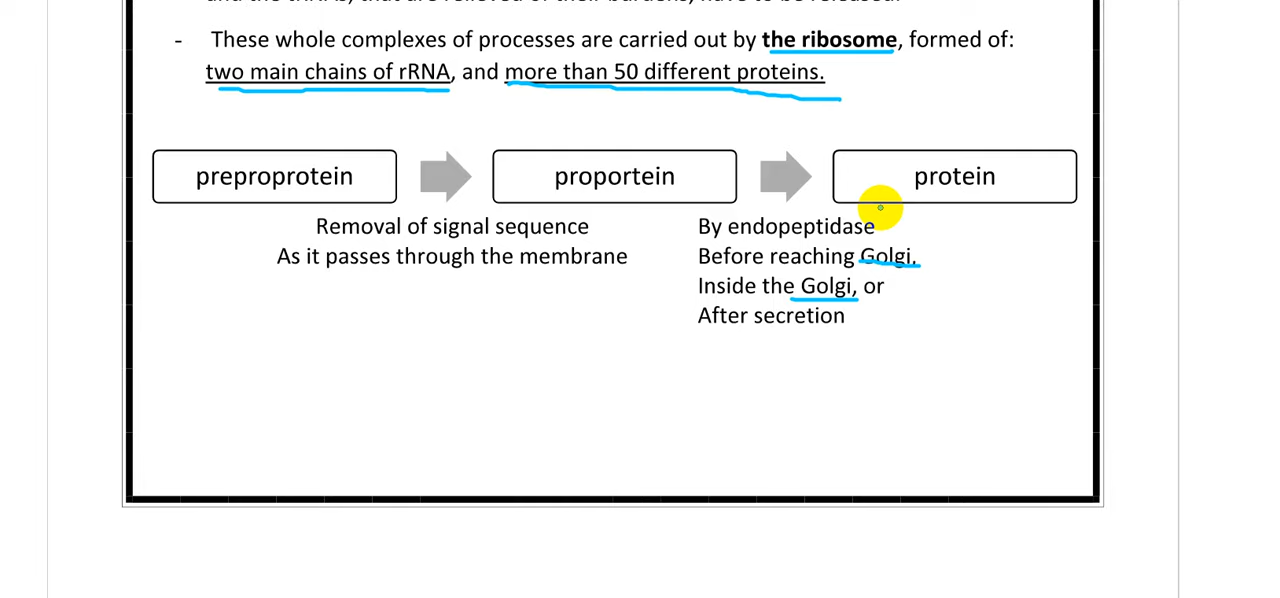 - These whole complexes of processes are carried out by the ribosome, formed of:
two main chains of rRNA, and more than 50 different proteins.
preproprotein
proportein
protein
Removal of signal sequence
As it passes through the membrane
By endopeptidase
Before reaching Golgi,
Inside the Golgi, or
After secretion